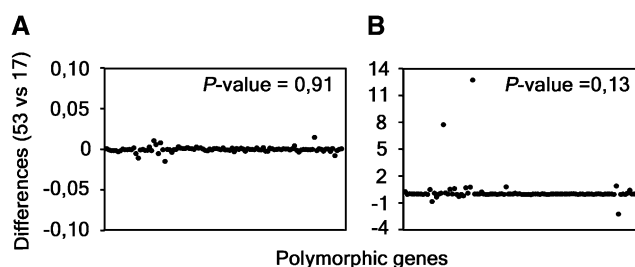 A
B
Differences (53 vs 17)
0,10
0,05
0
-0,05
-0,10
P-value = 0,91
14
11
8
5
2
-1
-4
P-value =0,13
Polymorphic genes